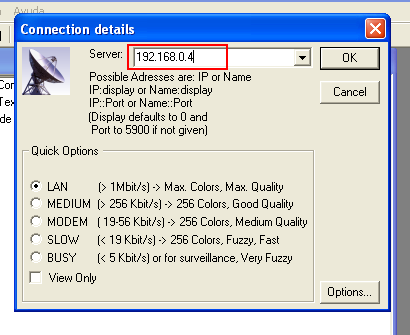 Ayuda
Connection details
Server: 192.168.0.4
OK
Possible Adresses are: IP or Name
IP:display or Name:display
IP::Port or Name::Port
(Display defaults to 0 and
Port to 5900 if not given)
Cancel
Quick Options
LAN (> 1Mbit/s) -> Max. Colors, Max. Quality
MEDIUM (> 256 Kbit/s) -> 256 Colors, Good Quality
MODEM ( 19-56 Kbit/s) -> 256 Colors, Medium Quality
SLOW (< 19 Kbit/s) -> 256 Colors, Fuzzy, Fast
BUSY (< 5 Kbit/s) or for surveillance, Very Fuzzy
View Only
Options...
Cor
Tex
de